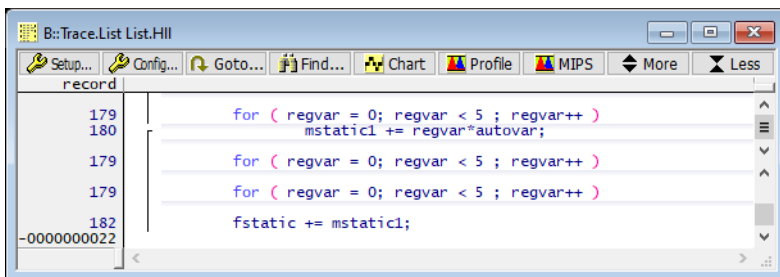 B::Trace.List List.Hll
Setup... Config... Goto... Find... Chart Profile MIPS More Less
record
179 for ( regvar = 0; regvar < 5 ; regvar++ )
180 mstatic1 += regvar*autovar;
179 for ( regvar = 0; regvar < 5 ; regvar++ )
179 for ( regvar = 0; regvar < 5 ; regvar++ )
182 fstatic += mstatic1;
-0000000022